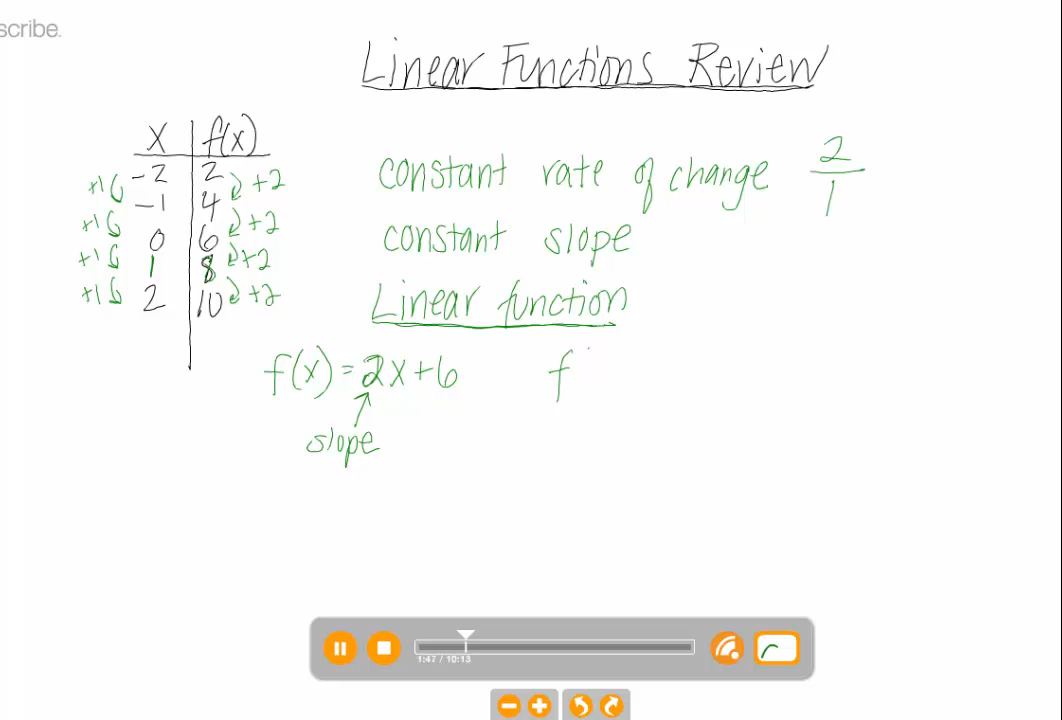 scribe.
Linear Functions Review
x f(x)
-2 2
-1 4
0 6
1 8
2 10
+1 +2
+1 +2
+1 +2
+1 +2
constant rate of change 2/1
constant slope
Linear function
f(x) = 2x+6 f
slope
1:47 / 10:13